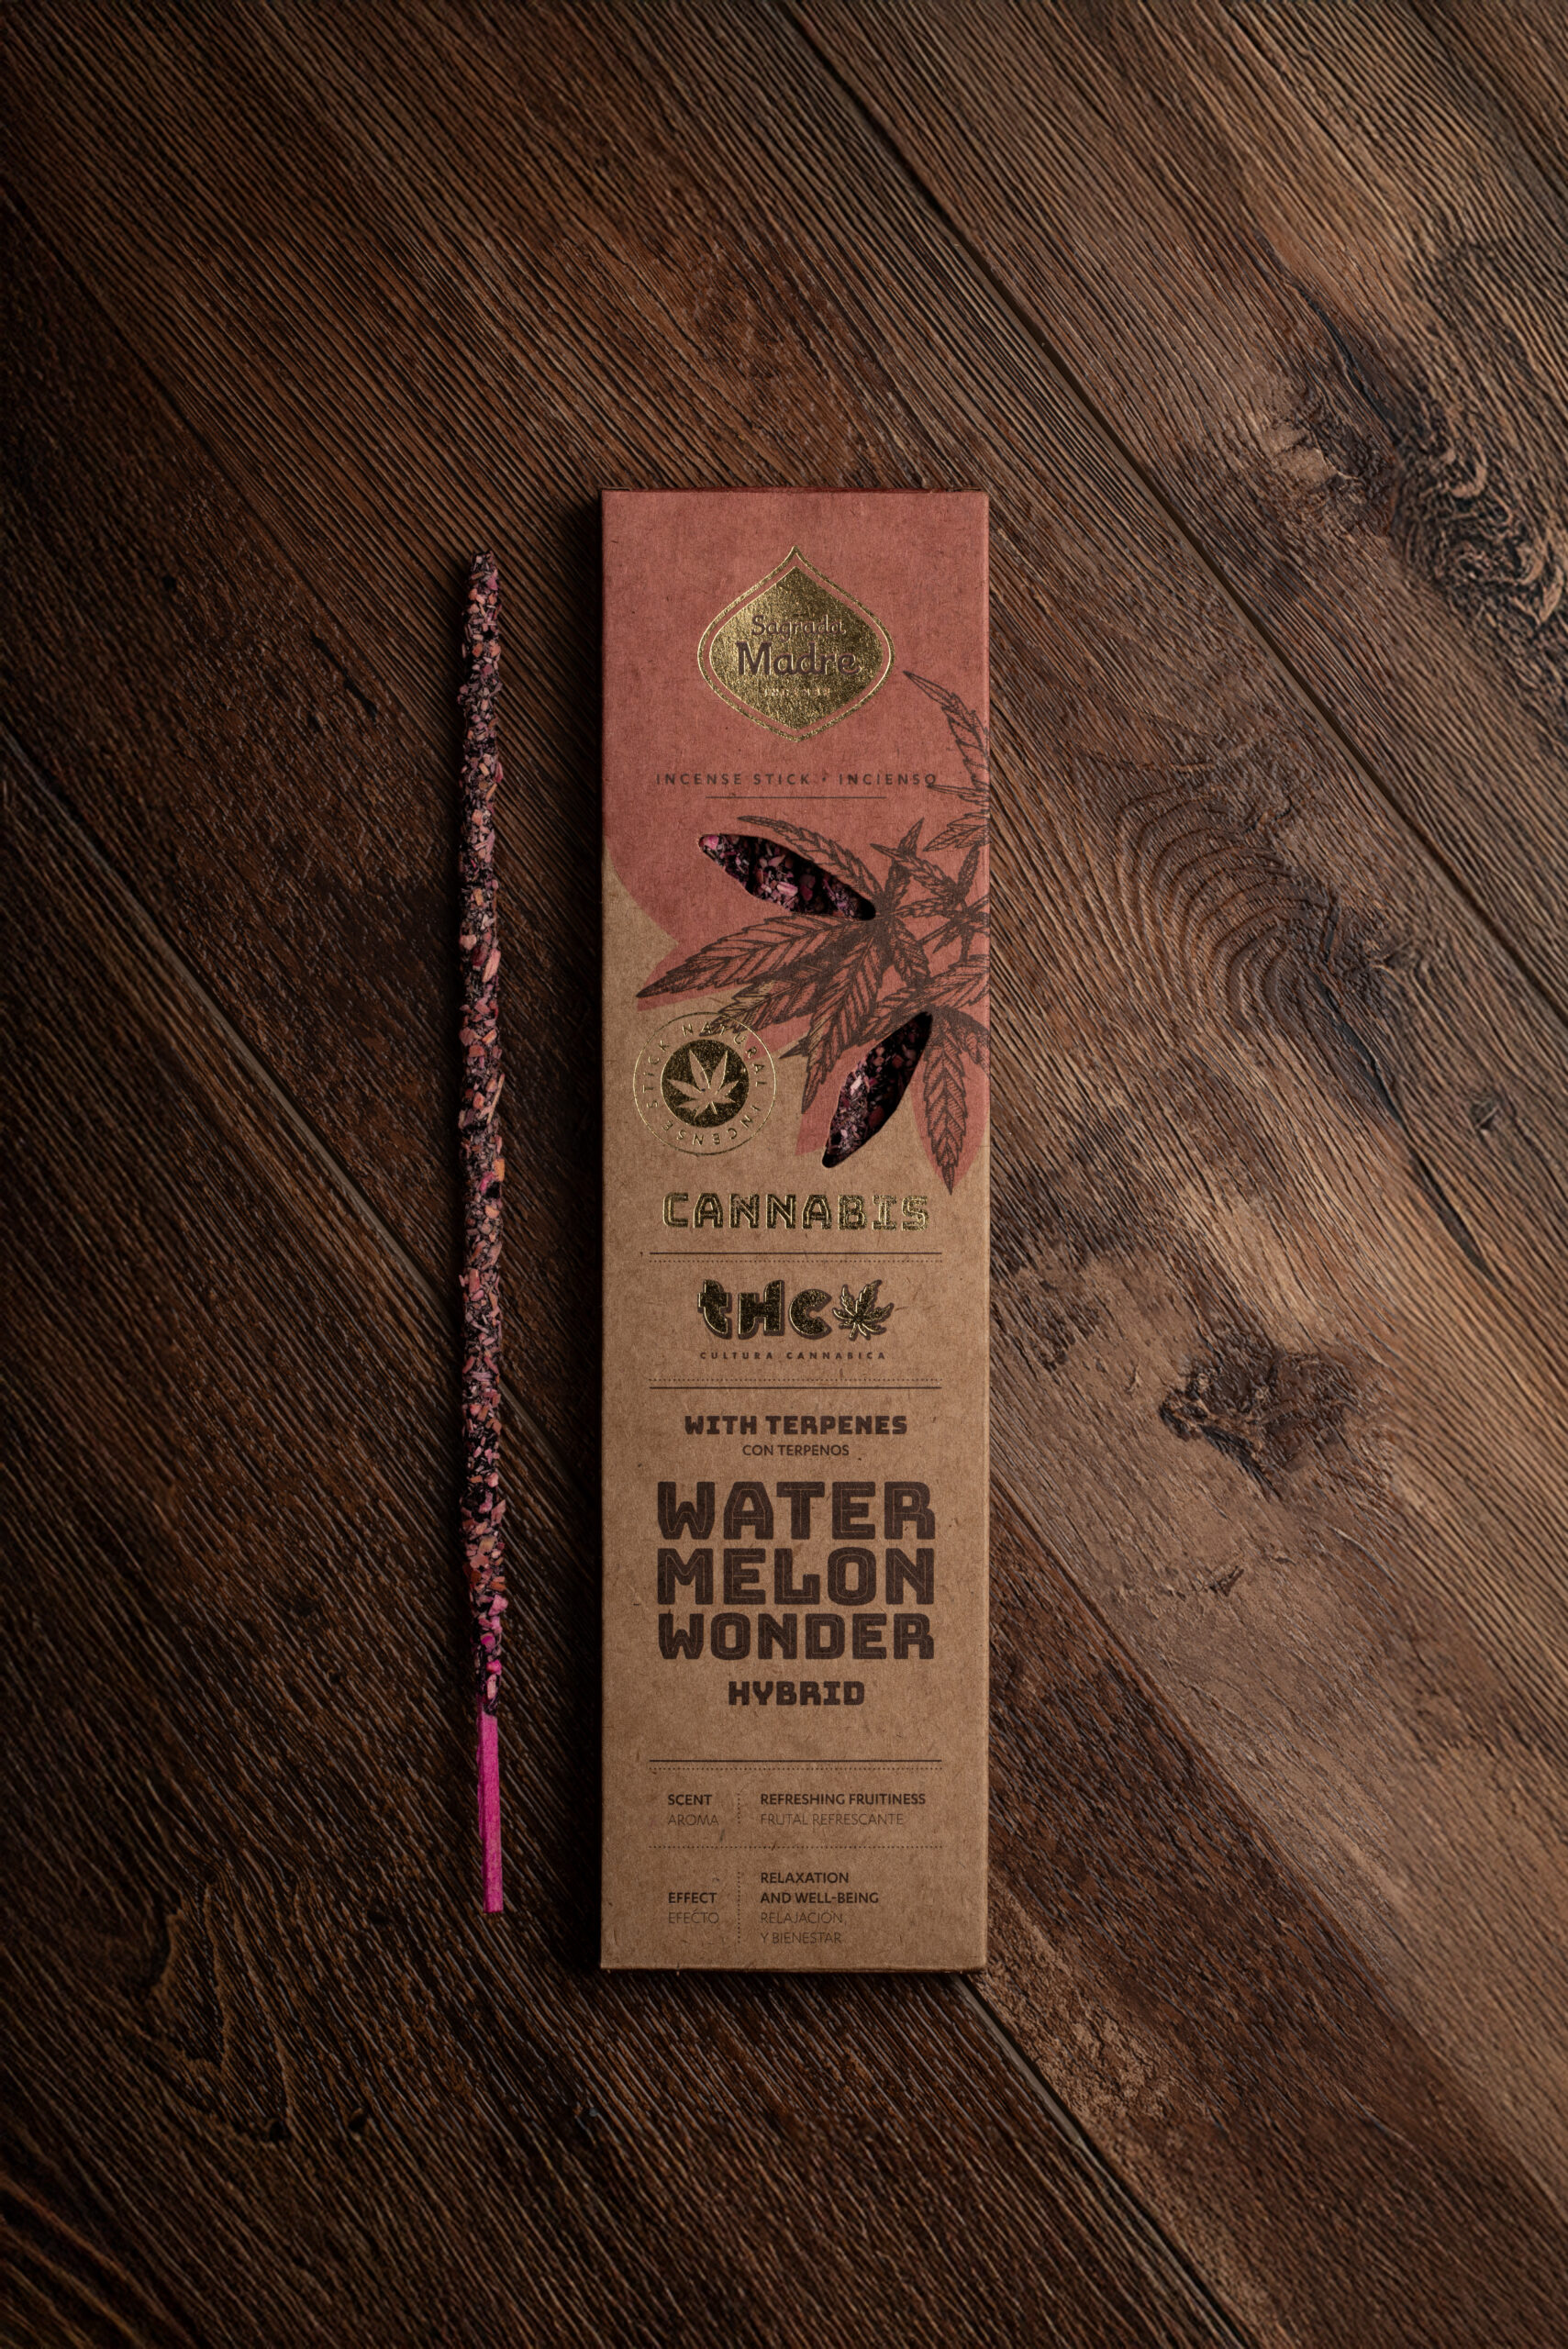 Sagrada
Madre
INCENSE STICK • INCIENSO
NATURAL INCENSE STICK
CANNABIS
tHC
CULTURA CANNABICA
WITH TERPENES
CON TERPENOS
WATER
MELON
WONDER
HYBRID
SCENT
AROMA
REFRESHING FRUITINESS
FRUTAL REFRESCANTE
EFFECT
EFECTO
RELAXATION
AND WELL-BEING
RELAJACIÓN
Y BIENESTAR